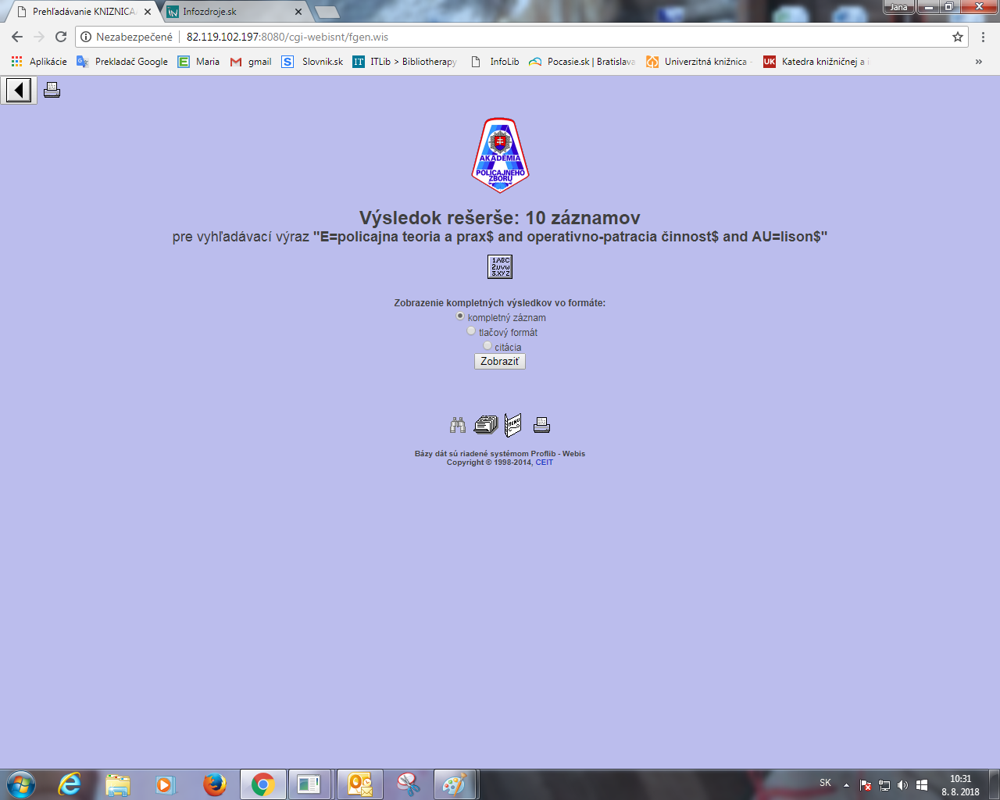 Prehľadávanie KNIZNICA
Infozdroje.sk
Jana
Nezabezpečené | 82.119.102.197:8080/cgi-webisnt/fgen.wis
Aplikácie
Prekladač Google
Maria
gmail
Slovnik.sk
ITLib > Bibliotherapy
InfoLib
Pocasie.sk | Bratislava
Univerzitná knižnica -
Katedra knižničnej a i
AKADÉMIA
POLICAJNÉHO
ZBORU
Výsledok rešerše: 10 záznamov
pre vyhľadávací výraz "E=policajna teoria a prax$ and operativno-patracia činnost$ and AU=lison$"
1.ABC
2.UVW
3.XYZ
Zobrazenie kompletných výsledkov vo formáte:
kompletný záznam
tlačový formát
citácia
Zobraziť
MENU
Bázy dát sú riadené systémom Proflib - Webis
Copyright © 1998-2014, CEIT
SK
10:31
8. 8. 2018